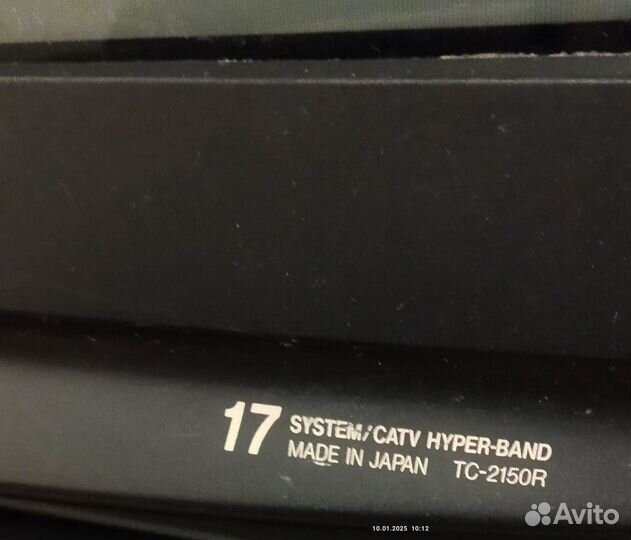 17 SYSTEM/CATV HYPER-BAND
MADE IN JAPAN TC-2150R
10.01.2025 10:12
Avito